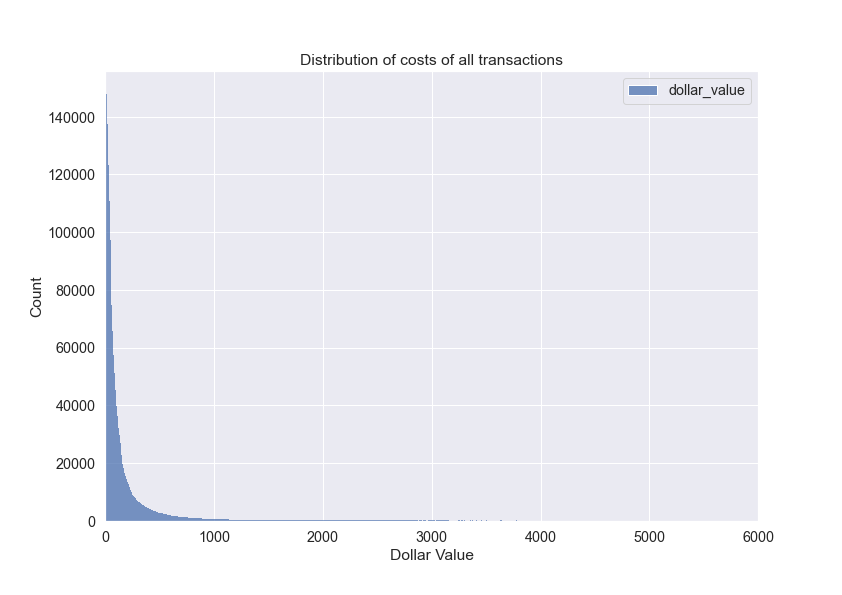 Distribution of costs of all transactions
dollar_value
140000
120000
100000
80000
60000
40000
20000
0
Count
0 1000 2000 3000 4000 5000 6000
Dollar Value